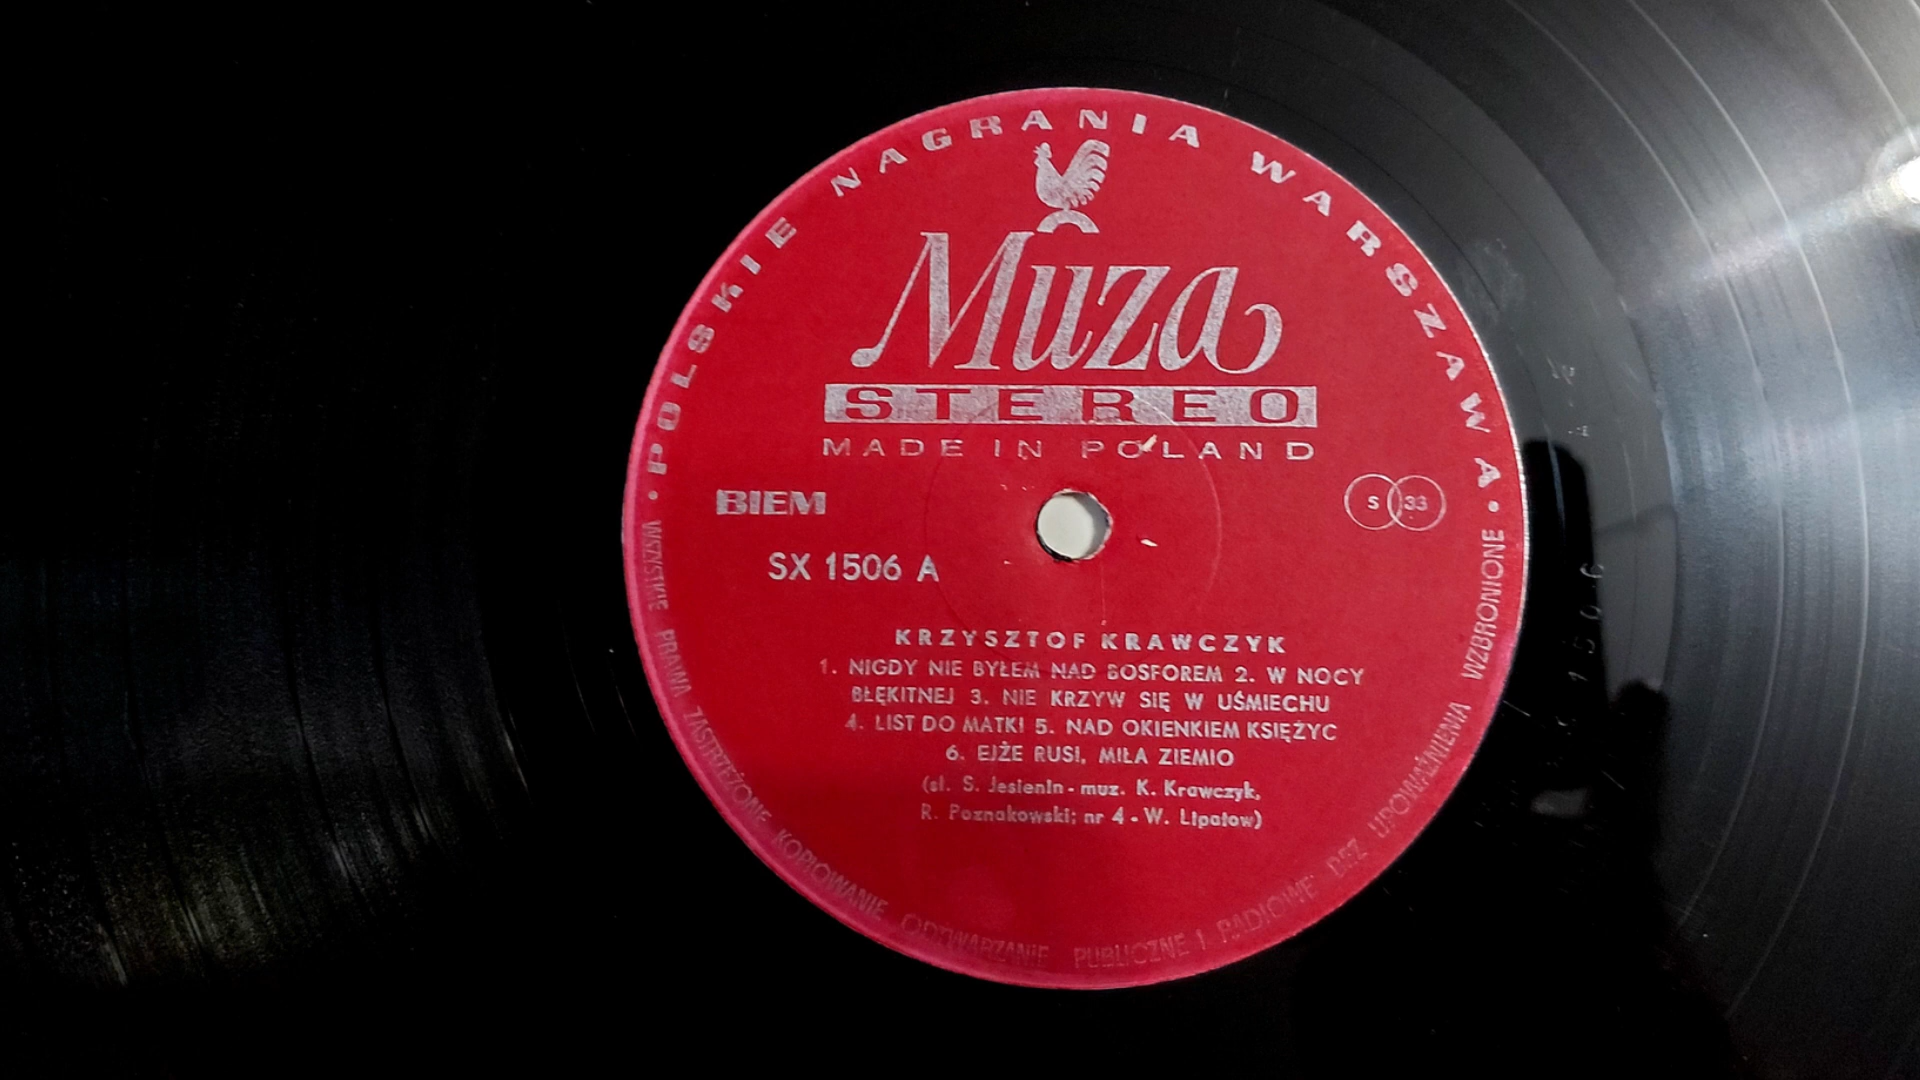 • POLSKIE NAGRANIA WARSZAWA •
Muza
STEREO
MADE IN POLAND
BIEM
S 33
SX 1506 A
KRZYSZTOF KRAWCZYK
1. NIGDY NIE BYŁEM NAD BOSFOREM 2. W NOCY
BŁĘKITNEJ 3. NIE KRZYW SIĘ W UŚMIECHU
4. LIST DO MATKI 5. NAD OKIENKIEM KSIĘŻYC
6. EJŻE RUSI, MIŁA ZIEMIO
(sł. S. Jesienin - muz. K. Krawczyk,
R. Poznakowski; nr 4 - W. Lipatow)
WSZYSTKIE PRAWA ZASTRZEŻONE KOPIOWANIE ODTWARZANIE PUBLICZNE I RADIOWE BEZ UPOWAŻNIENIA WZBRONIONE